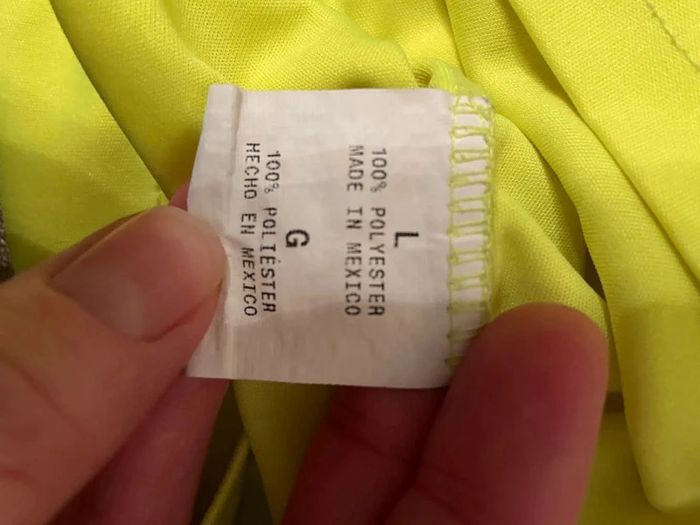 L
100% POLYESTER
MADE IN MEXICO
G
100% POLIÉSTER
HECHO EN MEXICO